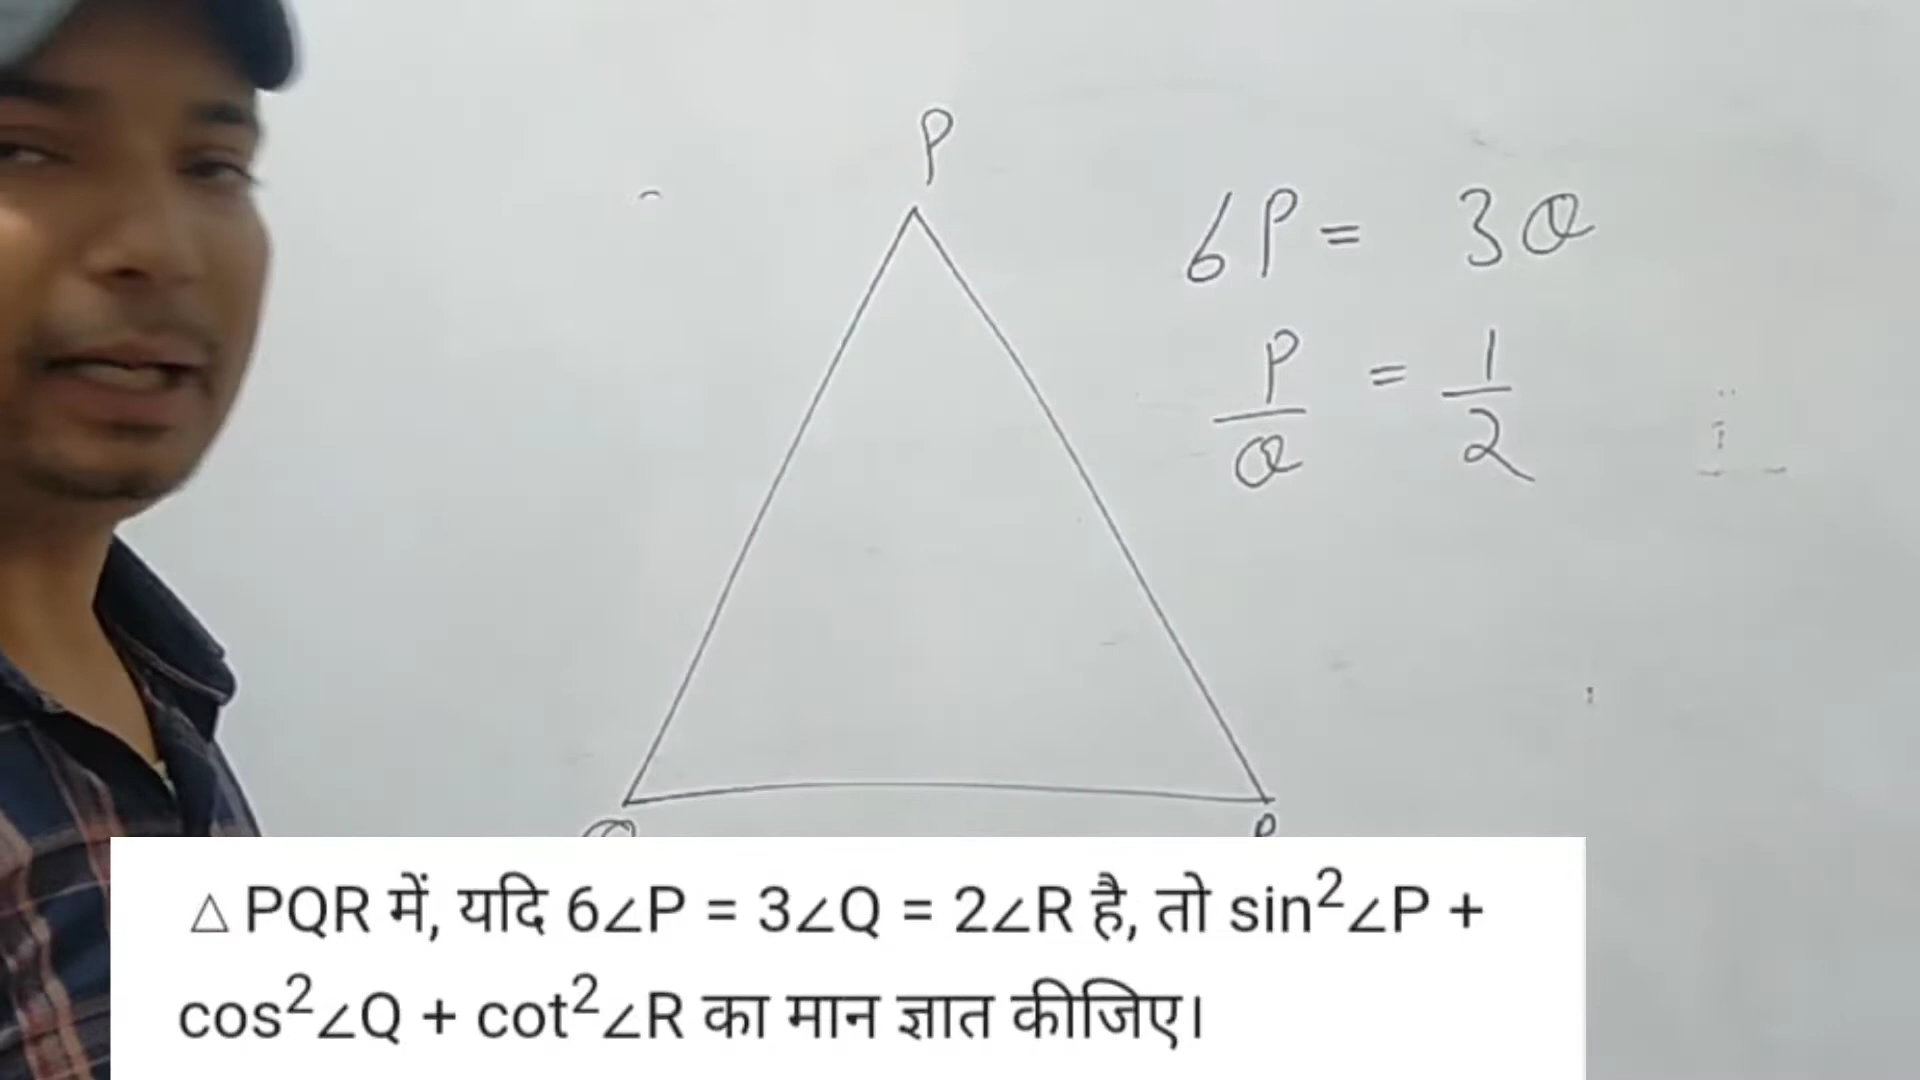 P
6P = 3Q
P/Q = 1/2
△ PQR में, यदि 6∠P = 3∠Q = 2∠R है, तो sin²∠P +
cos²∠Q + cot²∠R का मान ज्ञात कीजिए।